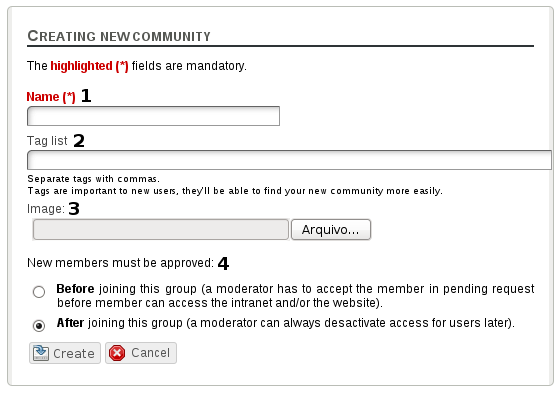 CREATING NEW COMMUNITY
The highlighted (*) fields are mandatory.
Name (*) 1
Tag list 2
Separate tags with commas.
Tags are important to new users, they'll be able to find your new community more easily.
Image: 3
Arquivo...
New members must be approved: 4
Before joining this group (a moderator has to accept the member in pending request
before member can access the intranet and/or the website).
After joining this group (a moderator can always desactivate access for users later).
Create Cancel